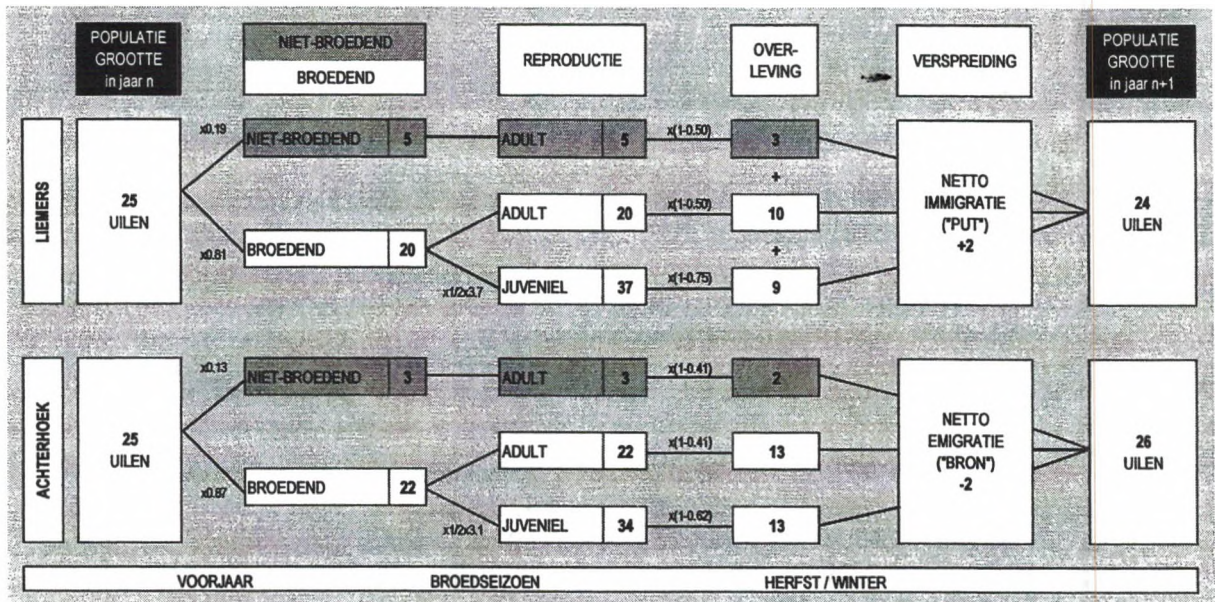 POPULATIE
GROOTTE
in jaar n
NIET-BROEDEND
BROEDEND
REPRODUCTIE
OVER-
LEVING
VERSPREIDING
POPULATIE
GROOTTE
in jaar n+1
LIEMERS
25
UILEN
x0.19
x0.81
NIET-BROEDEND 5
BROEDEND 20
x1/2x3.7
ADULT 5
ADULT 20
JUVENIEL 37
x(1-0.50)
x(1-0.50)
x(1-0.75)
3
+
10
+
9
NETTO
IMMIGRATIE
("PUT")
+2
24
UILEN
ACHTERHOEK
25
UILEN
x0.13
x0.87
NIET-BROEDEND 3
BROEDEND 22
x1/2x3.1
ADULT 3
ADULT 22
JUVENIEL 34
x(1-0.41)
x(1-0.41)
x(1-0.62)
2
13
13
NETTO
EMIGRATIE
("BRON")
-2
26
UILEN
VOORJAAR BROEDSEIZOEN HERFST / WINTER